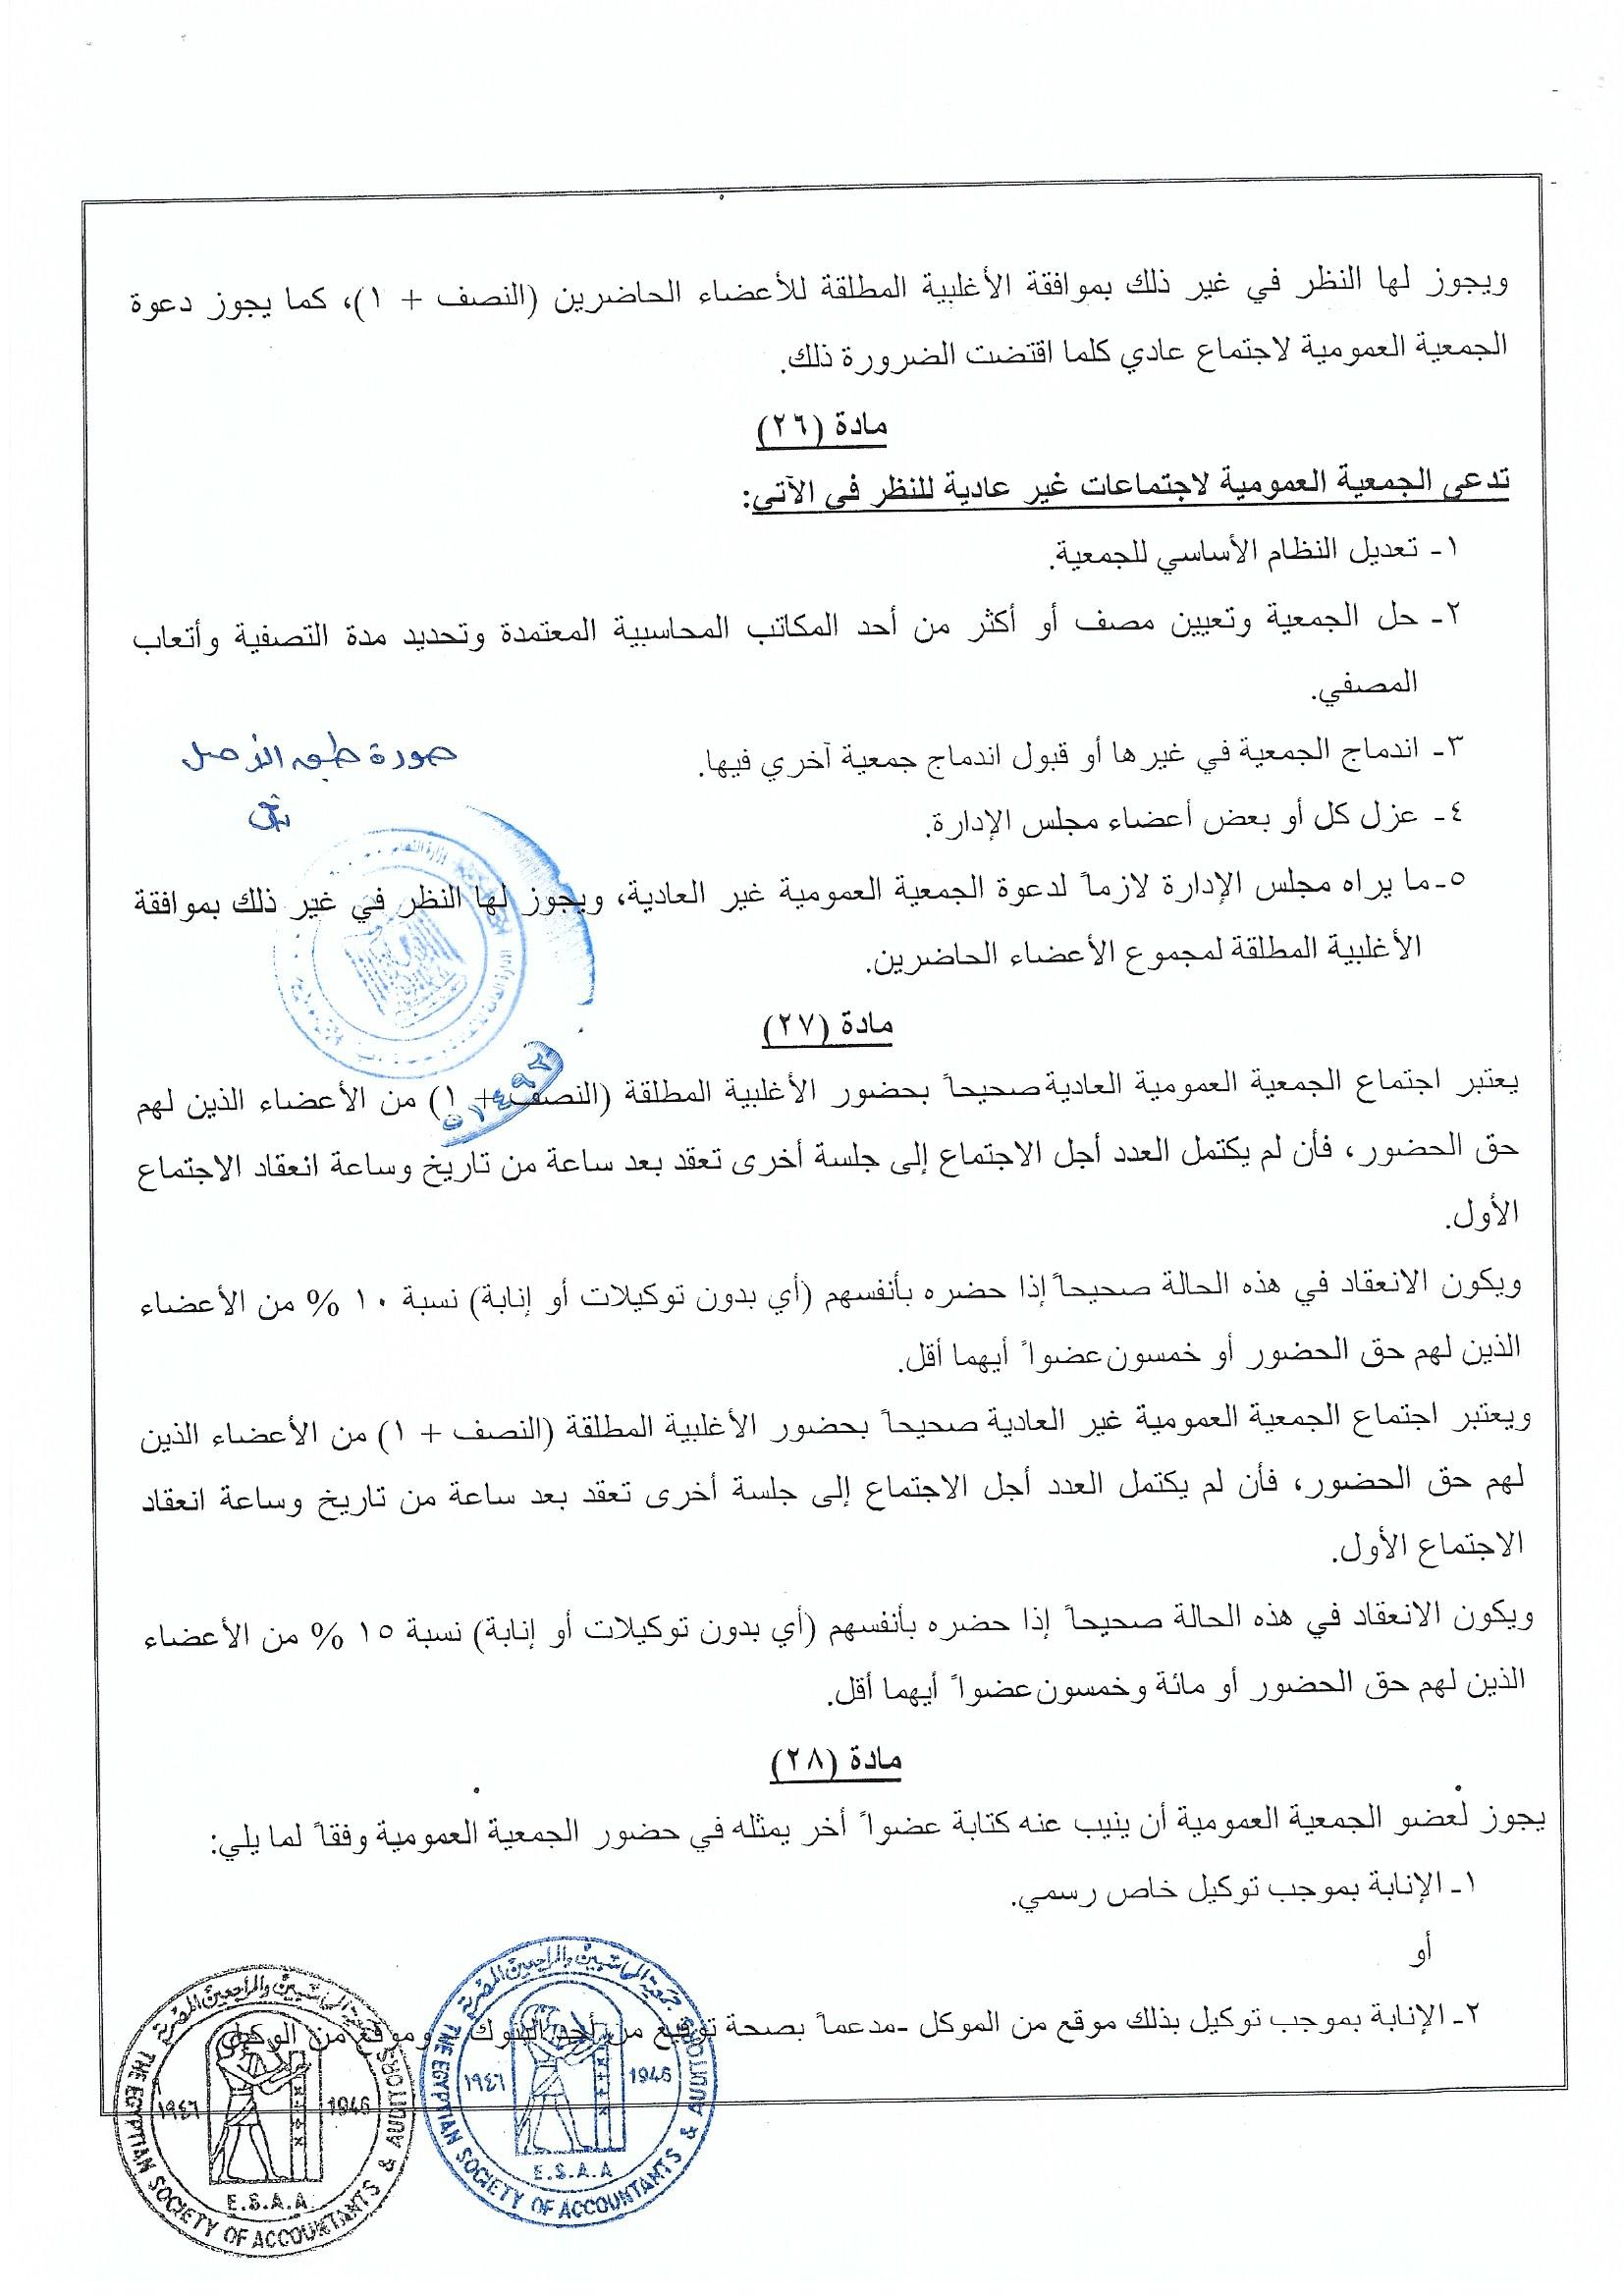 ويجوز لها النظر في غير ذلك بموافقة الأغلبية المطلقة للأعضاء الحاضرين (النصف + ١)، كما يجوز دعوة
الجمعية العمومية لاجتماع عادي كلما اقتضت الضرورة ذلك.
مادة (٢٦)
تدعى الجمعية العمومية لاجتماعات غير عادية للنظر في الآتي:
١- تعديل النظام الأساسي للجمعية.
٢- حل الجمعية وتعيين مصف أو أكثر من أحد المكاتب المحاسبية المعتمدة وتحديد مدة التصفية وأتعاب
المصفي.
٣- اندماج الجمعية في غيرها أو قبول اندماج جمعية آخري فيها.
صورة طبق الأصل
٤- عزل كل أو بعض أعضاء مجلس الإدارة.
٥- ما يراه مجلس الإدارة لازماً لدعوة الجمعية العمومية غير العادية، ويجوز لها النظر في غير ذلك بموافقة
الأغلبية المطلقة لمجموع الأعضاء الحاضرين.
مادة (٢٧)
يعتبر اجتماع الجمعية العمومية العادية صحيحاً بحضور الأغلبية المطلقة (النصف + ١) من الأعضاء الذين لهم
حق الحضور، فأن لم يكتمل العدد أجل الاجتماع إلى جلسة أخرى تعقد بعد ساعة من تاريخ وساعة انعقاد الاجتماع
الأول.
ويكون الانعقاد في هذه الحالة صحيحاً إذا حضره بأنفسهم (أي بدون توكيلات أو إنابة) نسبة ١٠ % من الأعضاء
الذين لهم حق الحضور أو خمسون عضواً أيهما أقل.
ويعتبر اجتماع الجمعية العمومية غير العادية صحيحاً بحضور الأغلبية المطلقة (النصف + ١) من الأعضاء الذين
لهم حق الحضور، فأن لم يكتمل العدد أجل الاجتماع إلى جلسة أخرى تعقد بعد ساعة من تاريخ وساعة انعقاد
الاجتماع الأول.
ويكون الانعقاد في هذه الحالة صحيحاً إذا حضره بأنفسهم (أي بدون توكيلات أو إنابة) نسبة ١٥ % من الأعضاء
الذين لهم حق الحضور أو مائة وخمسون عضواً أيهما أقل.
مادة (٢٨)
يجوز لعضو الجمعية العمومية أن ينيب عنه كتابة عضواً أخر يمثله في حضور الجمعية العمومية وفقاً لما يلي:
١- الإنابة بموجب توكيل خاص رسمي.
أو
٢- الإنابة بموجب توكيل بذلك موقع من الموكل -مدعماً بصحة توقيع من أحد البنوك - وموقع من الوكيل
جمعية المحاسبين والمراجعين المصرية
١٩٤٦ 1946
E.S.A.A
THE EGYPTIAN SOCIETY OF ACCOUNTANTS & AUDITORS
جمعية المحاسبين والمراجعين المصرية
١٩٤٦ 1946
E.S.A.A
THE EGYPTIAN SOCIETY OF ACCOUNTANTS & AUDITORS